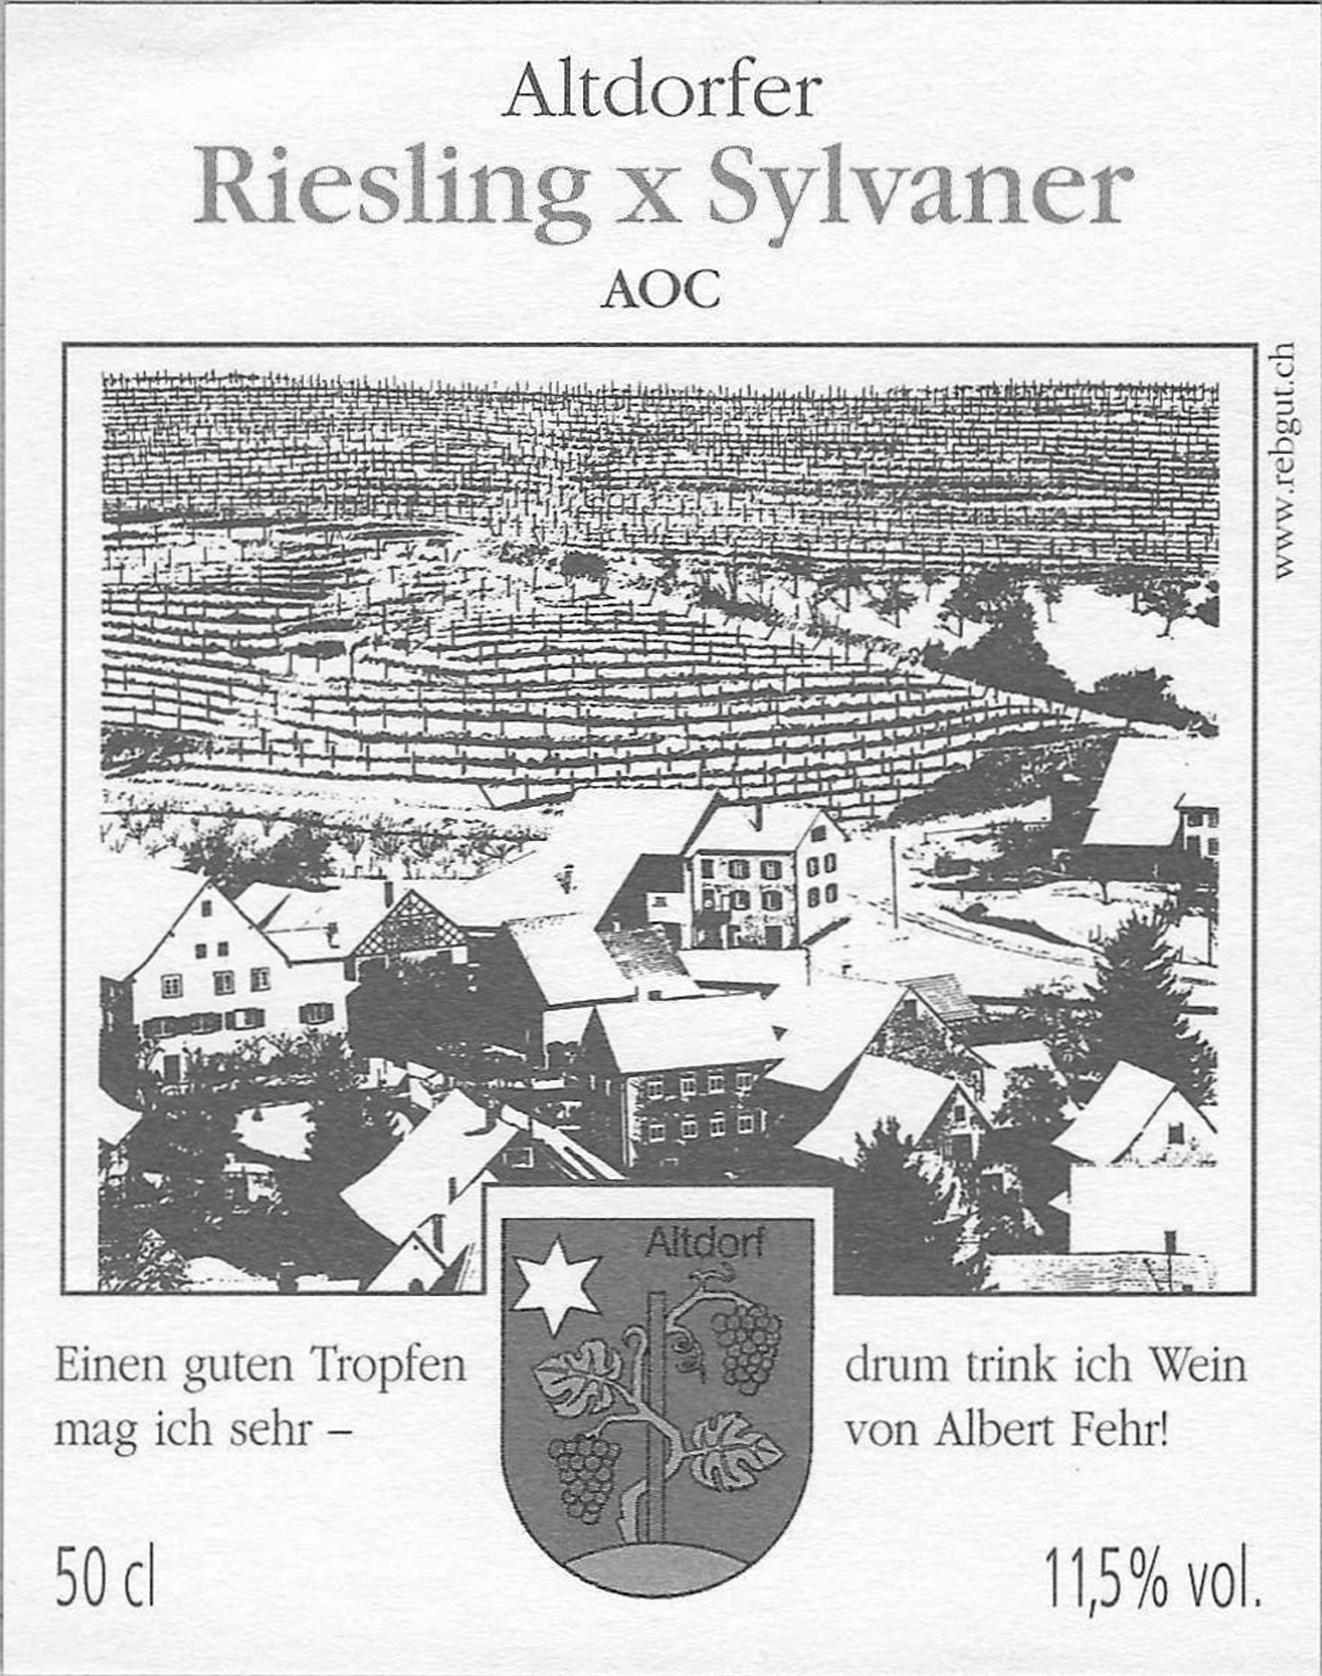 Altdorfer
Riesling x Sylvaner
AOC
www.rebgut.ch
Altdorf
Einen guten Tropfen
mag ich sehr –
drum trink ich Wein
von Albert Fehr!
50 cl
11,5% vol.